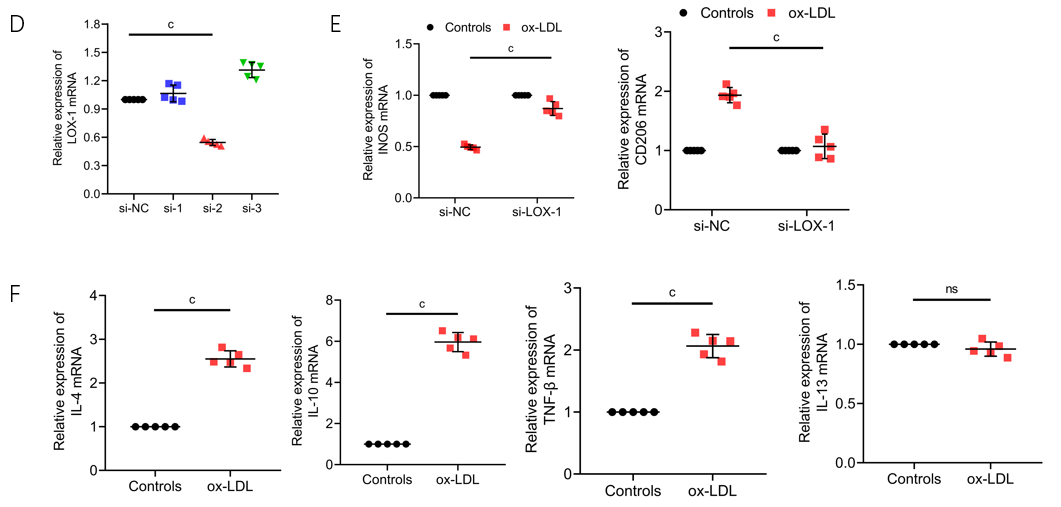 D
Relative expression of
LOX-1 mRNA
1.8
1.5
1.2
0.9
0.6
0.3
0.0
c
si-NC si-1 si-2 si-3
E
Controls ox-LDL
Relative expression of
INOS mRNA
1.5
1.0
0.5
0.0
c
si-NC si-LOX-1
Controls ox-LDL
Relative expression of
CD206 mRNA
3
2
1
0
c
si-NC si-LOX-1
F
Relative expression of
IL-4 mRNA
4
3
2
1
0
c
Controls ox-LDL
Relative expression of
IL-10 mRNA
8
6
4
2
0
c
Controls ox-LDL
Relative expression of
TNF-β mRNA
3
2
1
0
c
Controls ox-LDL
Relative expression of
IL-13 mRNA
1.5
1.0
0.5
0.0
ns
Controls ox-LDL